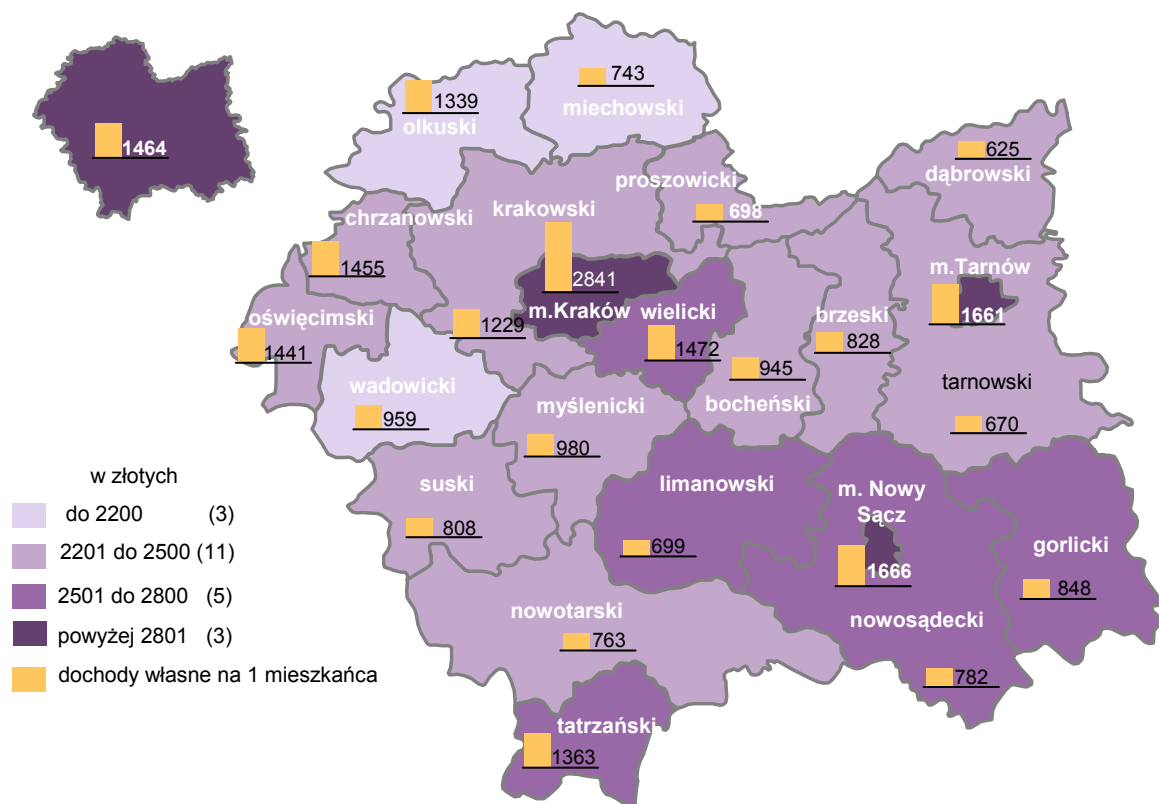 1464
1339
olkuski
743
miechowski
625
dąbrowski
proszowicki
698
krakowski
chrzanowski
1455
2841
m.Kraków
1229
oświęcimski
1441
wielicki
1472
m.Tarnów
1661
brzeski
828
945
bocheński
tarnowski
670
wadowicki
959
myślenicki
980
suski
808
limanowski
699
m. Nowy
Sącz
1666
gorlicki
848
nowosądecki
782
nowotarski
763
tatrzański
1363
w złotych
do 2200 (3)
2201 do 2500 (11)
2501 do 2800 (5)
powyżej 2801 (3)
dochody własne na 1 mieszkańca